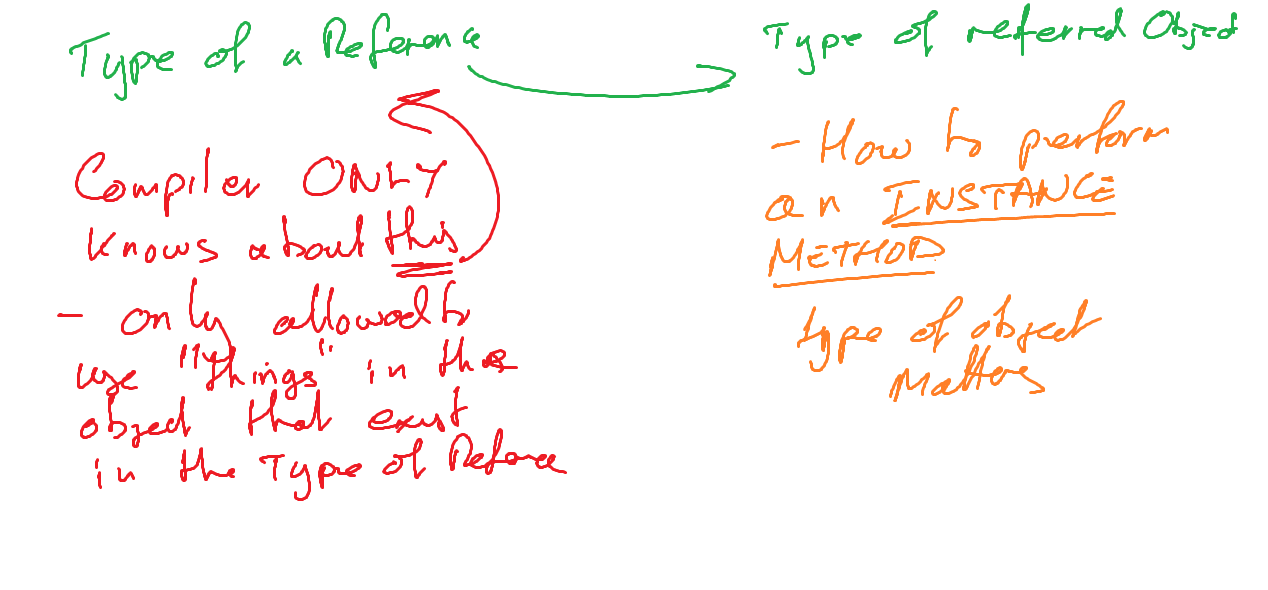 Type of a Reference
Type of referred Object
Compiler ONLY
knows about this
- only allowed to
use "things" in the
object that exist
in the Type of Reference
- How to perform
an INSTANCE
METHOD
type of object
Matters